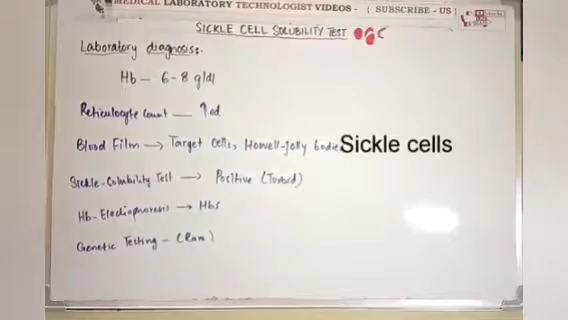 MEDICAL LABORATORY TECHNOLOGIST VIDEOS - ( SUBSCRIBE - US )
SICKLE CELL SOLUBILITY TEST
Laboratory diagnosis:
Hb - 6-8 g/dl
Reticulocyte Count — ↑ed
Blood Film → Target Cells, Howell-Jolly bodie Sickle cells
Sickle-Solubility Test → Positive (Turbid)
Hb-Electrophoresis → HbS
Genetic Testing - (Rare)